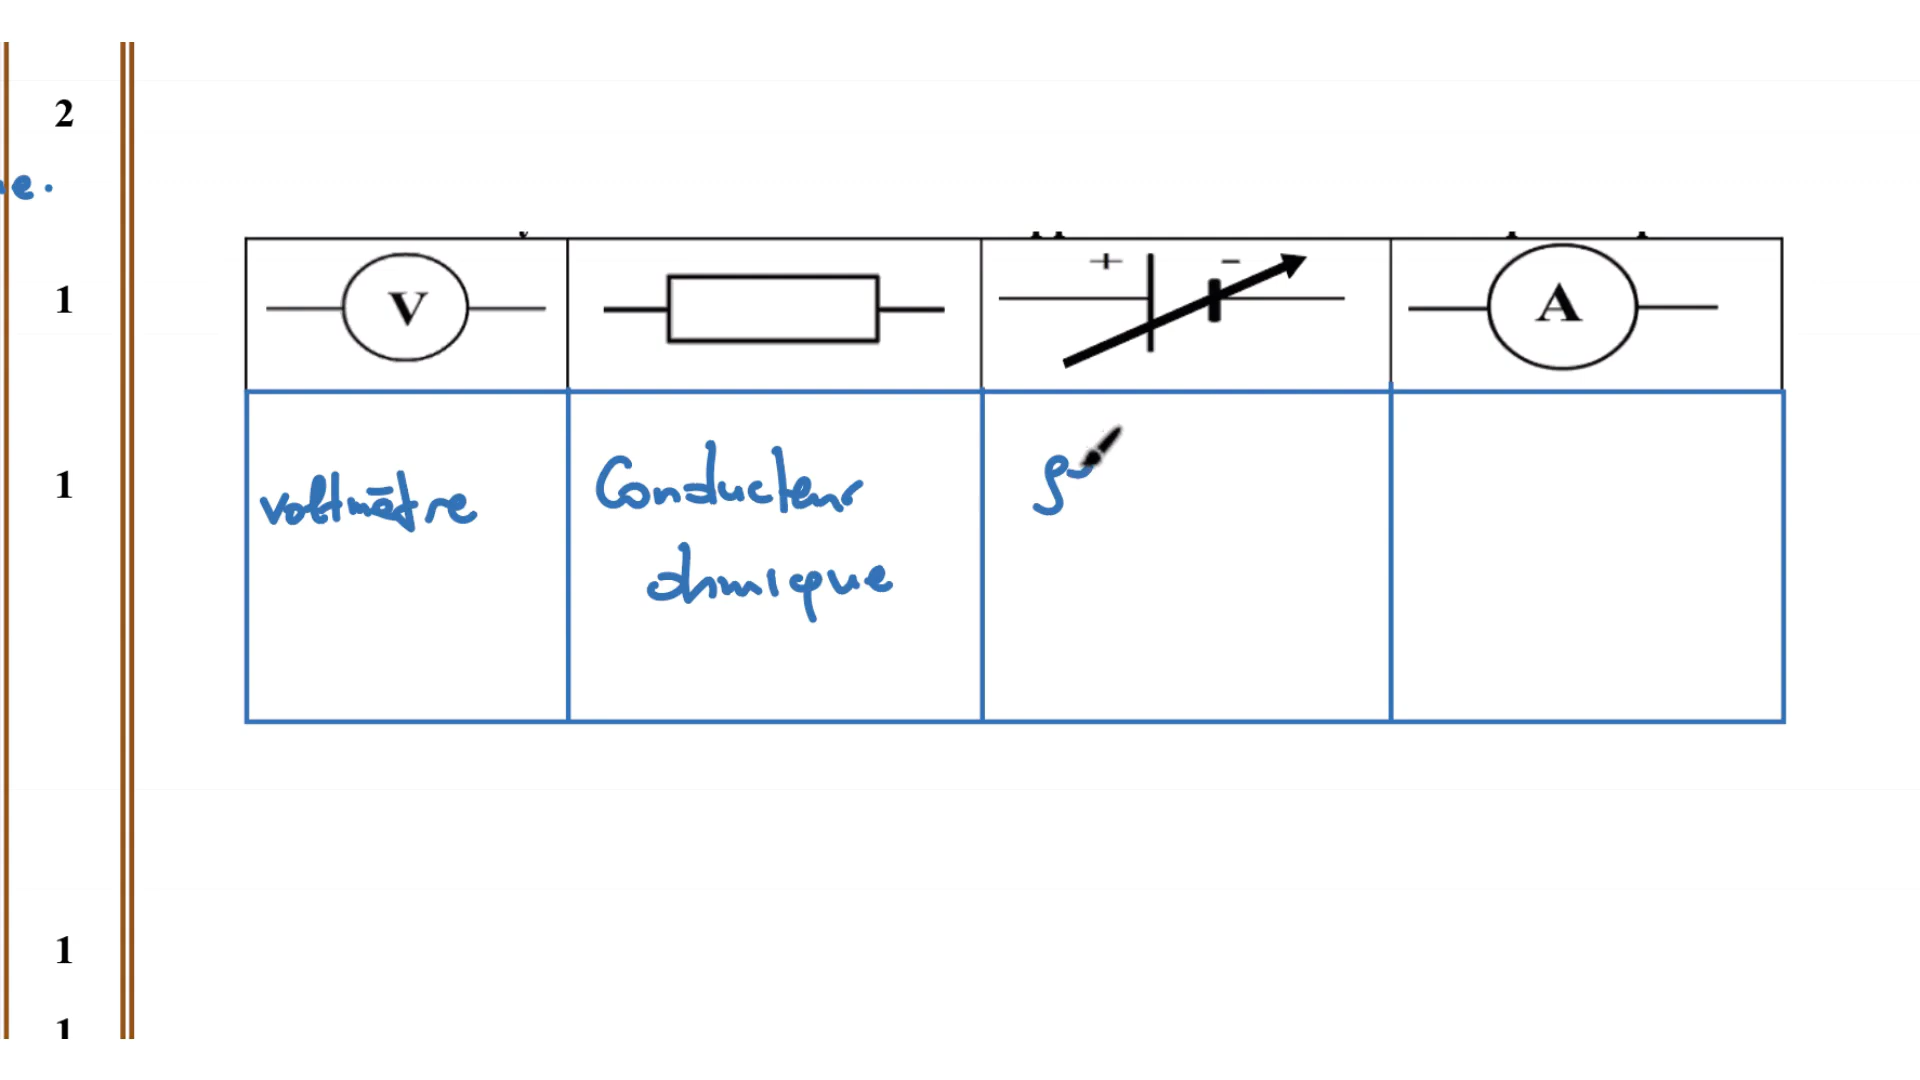 2
e.
1
V
+ -
A
1
voltmètre
Conducteur
ohmique
g
1
1